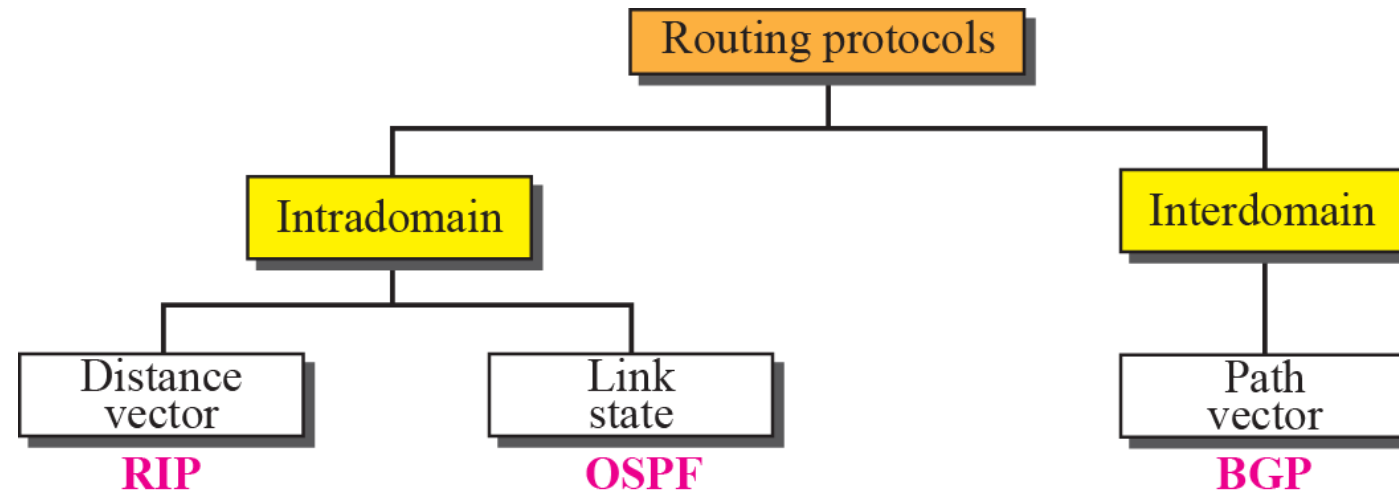 Routing protocols
Intradomain
Interdomain
Distance
vector
Link
state
Path
vector
RIP
OSPF
BGP